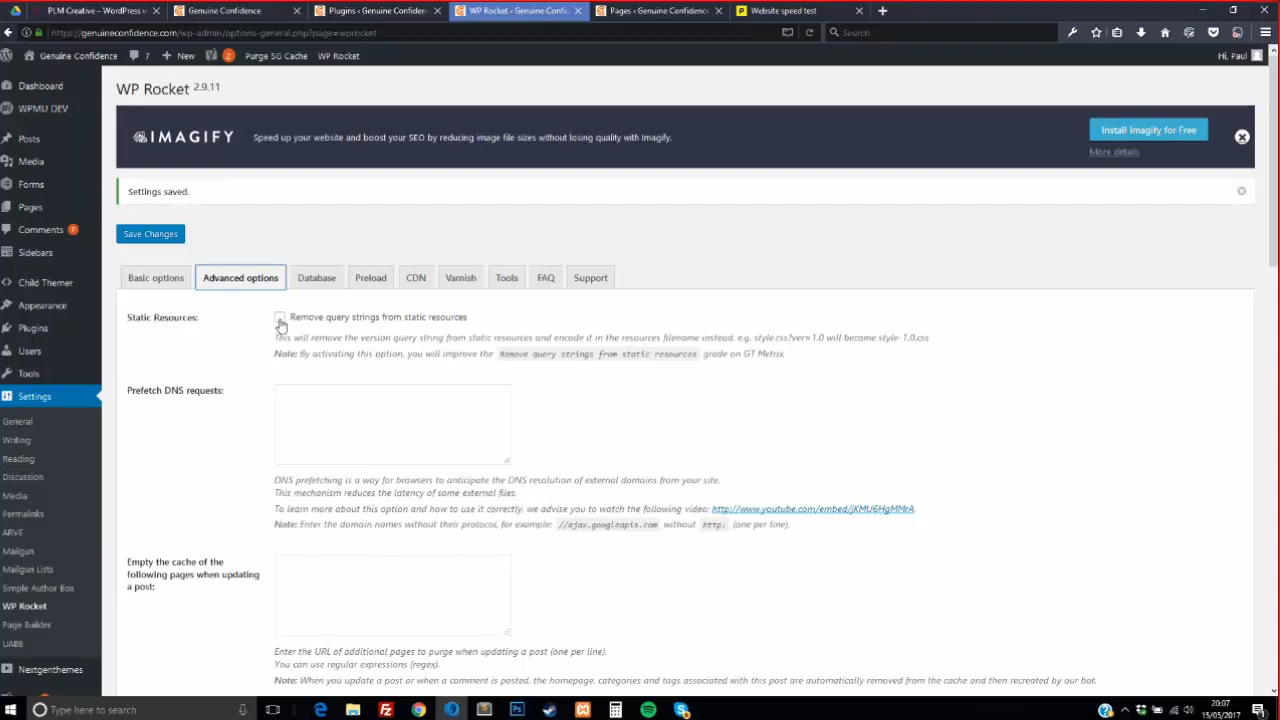 PLM Creative – WordPress w
Genuine Confidence
Plugins ‹ Genuine Confidenc
WP Rocket ‹ Genuine Confi
Pages ‹ Genuine Confidence
Website speed test
https://genuineconfidence.com/wp-admin/options-general.php?page=wprocket
Search
Genuine Confidence
7
New
2
Purge SG Cache
WP Rocket
Hi, Paul
Dashboard
WPMU DEV
Posts
Media
Forms
Pages
Comments 7
Sidebars
Child Themer
Appearance
Plugins
Users
Tools
Settings
General
Writing
Reading
Discussion
Media
Permalinks
ARVE
Mailgun
Mailgun Lists
Simple Author Box
WP Rocket
Page Builder
UABB
Nextgenthemes
WP Rocket 2.9.11
IMAGIFY
Speed up your website and boost your SEO by reducing image file sizes without losing quality with Imagify.
Install Imagify for Free
More details
Settings saved.
Save Changes
Basic options
Advanced options
Database
Preload
CDN
Varnish
Tools
FAQ
Support
Static Resources:
Remove query strings from static resources
This will remove the version query string from static resources and encode it in the resources filename instead, e.g. style.css?ver=1.0 will become style-1.0.css
Note: By activating this option, you will improve the Remove query strings from static resources grade on GT Metrix.
Prefetch DNS requests:
DNS prefetching is a way for browsers to anticipate the DNS resolution of external domains from your site.
This mechanism reduces the latency of some external files.
To learn more about this option and how to use it correctly, we advise you to watch the following video: http://www.youtube.com/embed/jKMU6HgMMrA.
Note: Enter the domain names without their protocol, for example: //ajax.googleapis.com without http: (one per line).
Empty the cache of the
following pages when updating
a post:
Enter the URL of additional pages to purge when updating a post (one per line).
You can use regular expressions (regex).
Note: When you update a post or when a comment is posted, the homepage, categories and tags associated with this post are automatically removed from the cache and then recreated by our bot.
Type here to search
20:07
15/05/2017